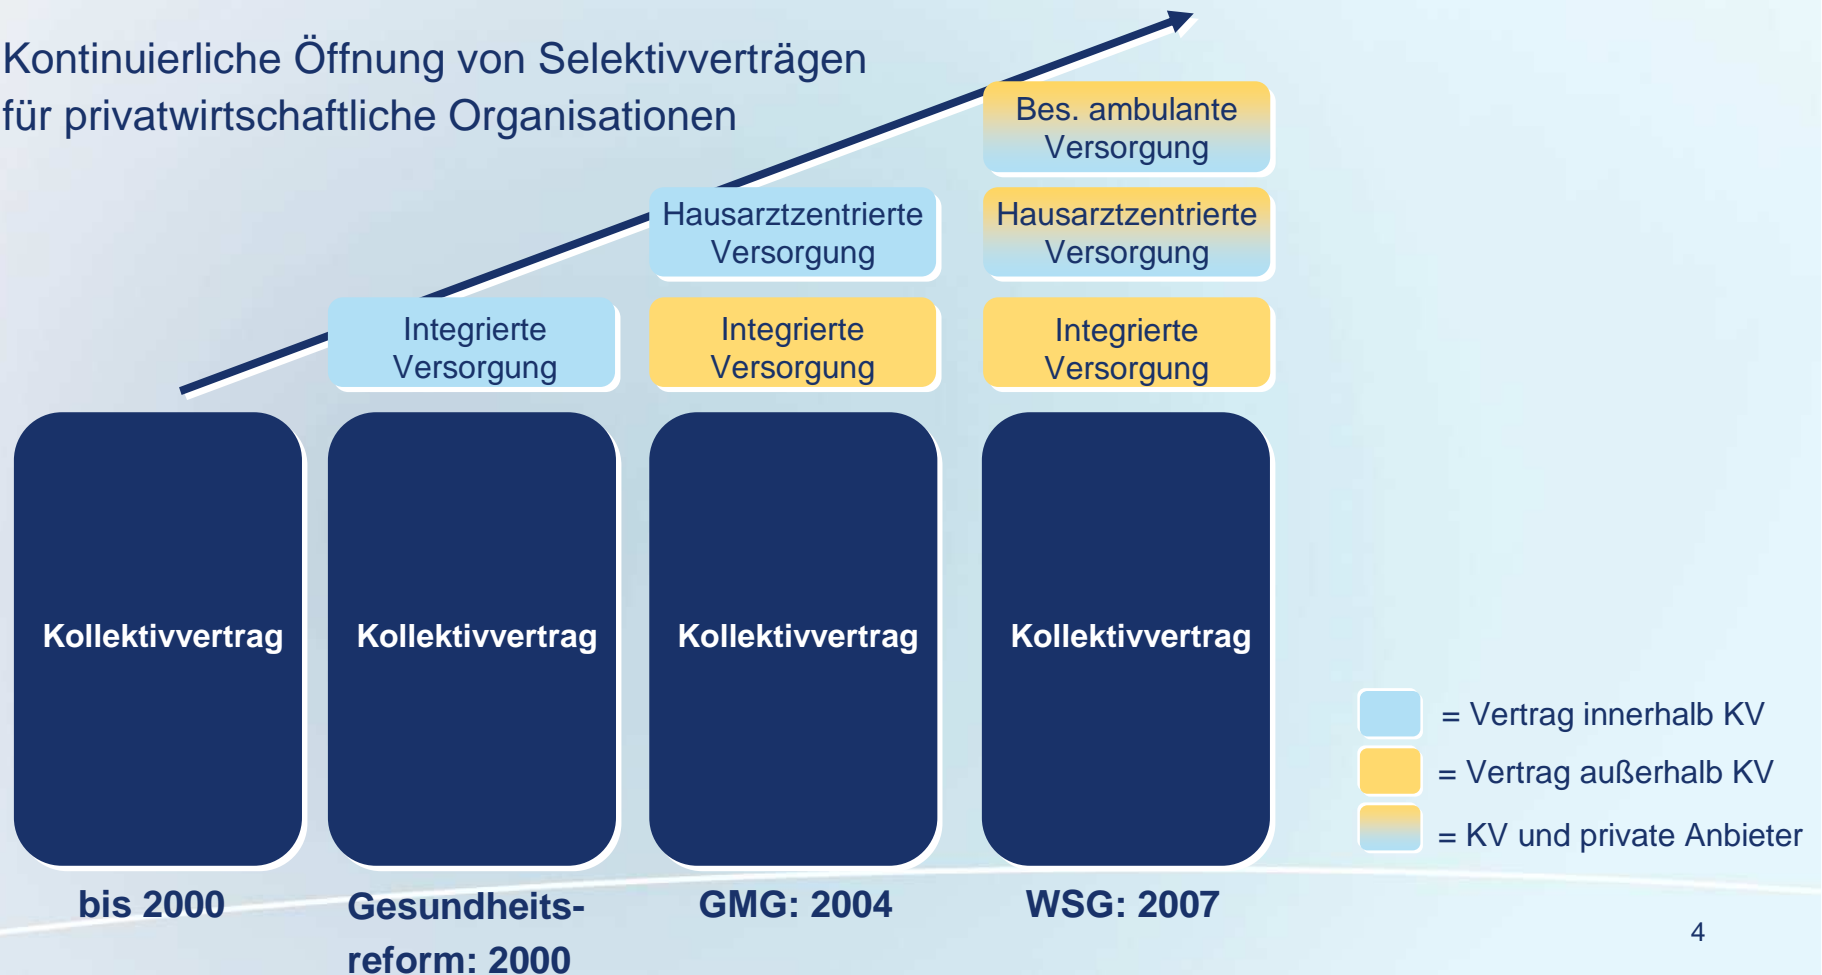 Kontinuierliche Öffnung von Selektivverträgen
für privatwirtschaftliche Organisationen
Bes. ambulante
Versorgung
Hausarztzentrierte
Versorgung
Hausarztzentrierte
Versorgung
Integrierte
Versorgung
Integrierte
Versorgung
Integrierte
Versorgung
Kollektivvertrag
Kollektivvertrag
Kollektivvertrag
Kollektivvertrag
= Vertrag innerhalb KV
= Vertrag außerhalb KV
= KV und private Anbieter
bis 2000
Gesundheits-
reform: 2000
GMG: 2004
WSG: 2007
4